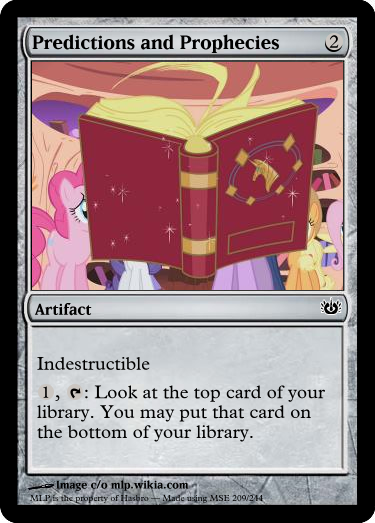 Predictions and Prophecies 2
Artifact
Indestructible
1, T: Look at the top card of your
library. You may put that card on
the bottom of your library.
Image c/o mlp.wikia.com
MLP is the property of Hasbro — Made using MSE 209/244